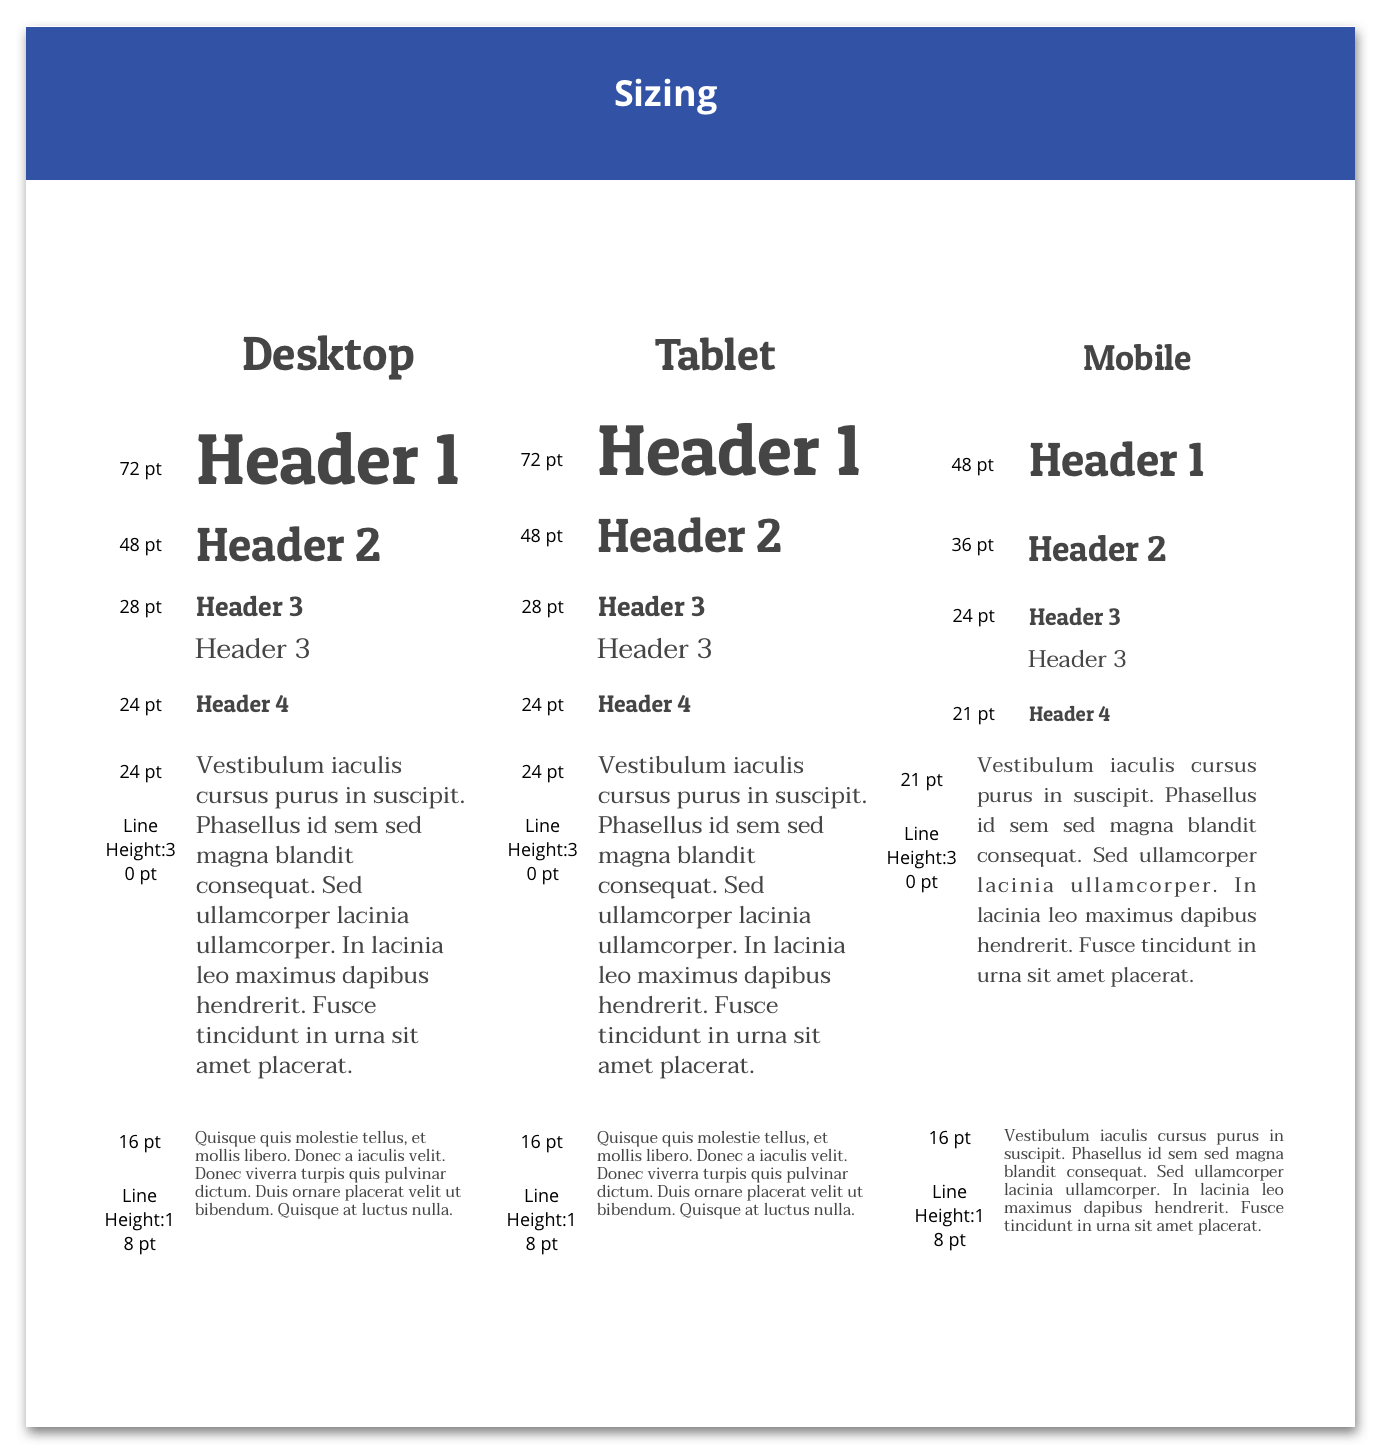 Sizing
Desktop
72 pt
Header 1
48 pt
Header 2
28 pt
Header 3
Header 3
24 pt
Header 4
24 pt
Line
Height:3
0 pt
Vestibulum iaculis
cursus purus in suscipit.
Phasellus id sem sed
magna blandit
consequat. Sed
ullamcorper lacinia
ullamcorper. In lacinia
leo maximus dapibus
hendrerit. Fusce
tincidunt in urna sit
amet placerat.
16 pt
Line
Height:1
8 pt
Quisque quis molestie tellus, et
mollis libero. Donec a iaculis velit.
Donec viverra turpis quis pulvinar
dictum. Duis ornare placerat velit ut
bibendum. Quisque at luctus nulla.
Tablet
72 pt
Header 1
48 pt
Header 2
28 pt
Header 3
Header 3
24 pt
Header 4
24 pt
Line
Height:3
0 pt
Vestibulum iaculis
cursus purus in suscipit.
Phasellus id sem sed
magna blandit
consequat. Sed
ullamcorper lacinia
ullamcorper. In lacinia
leo maximus dapibus
hendrerit. Fusce
tincidunt in urna sit
amet placerat.
16 pt
Line
Height:1
8 pt
Quisque quis molestie tellus, et
mollis libero. Donec a iaculis velit.
Donec viverra turpis quis pulvinar
dictum. Duis ornare placerat velit ut
bibendum. Quisque at luctus nulla.
Mobile
48 pt
Header 1
36 pt
Header 2
24 pt
Header 3
Header 3
21 pt
Header 4
21 pt
Line
Height:3
0 pt
Vestibulum iaculis cursus
purus in suscipit. Phasellus
id sem sed magna blandit
consequat. Sed ullamcorper
lacinia ullamcorper. In
lacinia leo maximus dapibus
hendrerit. Fusce tincidunt in
urna sit amet placerat.
16 pt
Line
Height:1
8 pt
Vestibulum iaculis cursus purus in
suscipit. Phasellus id sem sed magna
blandit consequat. Sed ullamcorper
lacinia ullamcorper. In lacinia leo
maximus dapibus hendrerit. Fusce
tincidunt in urna sit amet placerat.